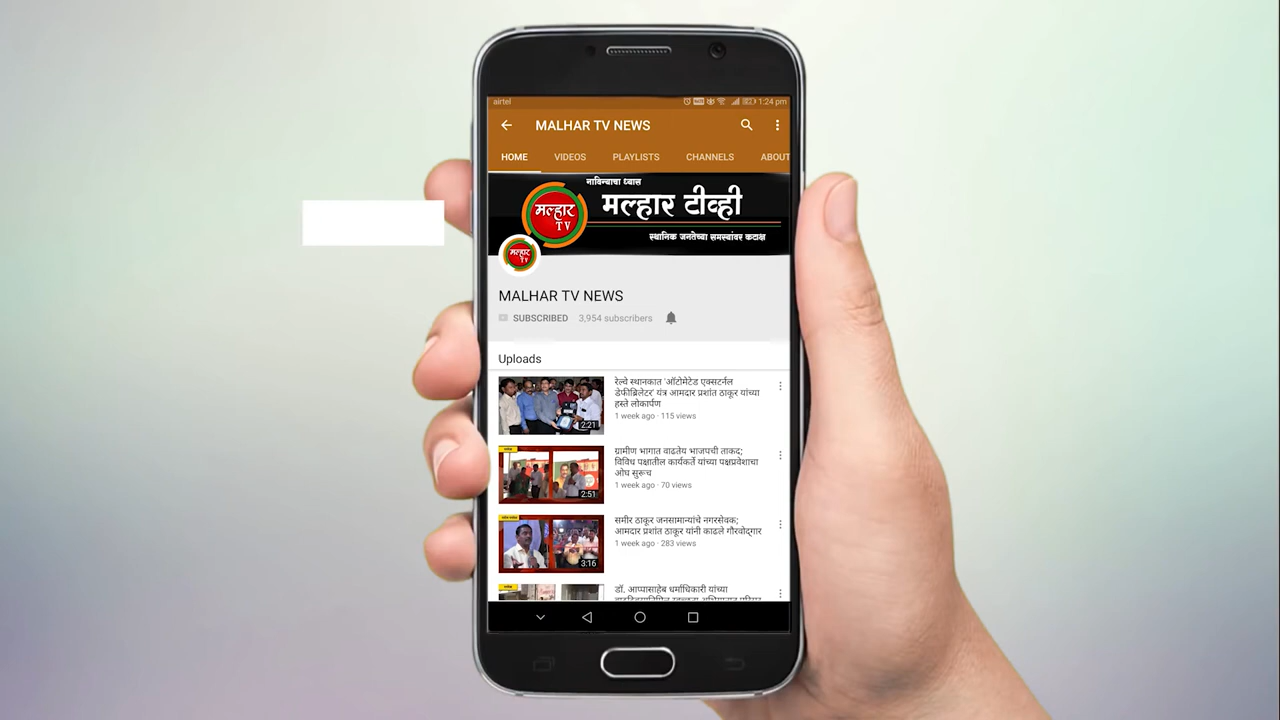 airtel 1:24 pm
MALHAR TV NEWS
HOME VIDEOS PLAYLISTS CHANNELS ABOUT
नाविन्याचा ध्यास
मल्हार टीव्ही
मल्हार
TV
स्थानिक जनतेच्या समस्यांवर कटाक्ष
मल्हार
TV
MALHAR TV NEWS
SUBSCRIBED 3,954 subscribers
Uploads
रेल्वे स्थानकात 'ऑटोमेटेड एक्सटर्नल
डेफीब्रिलेटर' यंत्र आमदार प्रशांत ठाकूर यांच्या
हस्ते लोकार्पण
1 week ago · 115 views
2:21
ग्रामीण भागात वाढतेय भाजपची ताकद;
विविध पक्षातील कार्यकर्ते यांच्या पक्षप्रवेशाचा
ओघ सुरूच
1 week ago · 70 views
2:51
समीर ठाकूर जनसामान्यांचे नगरसेवक;
आमदार प्रशांत ठाकूर यांनी काढले गौरवोद्गार
1 week ago · 283 views
3:16
डॉ. आप्पासाहेब धर्माधिकारी यांच्या